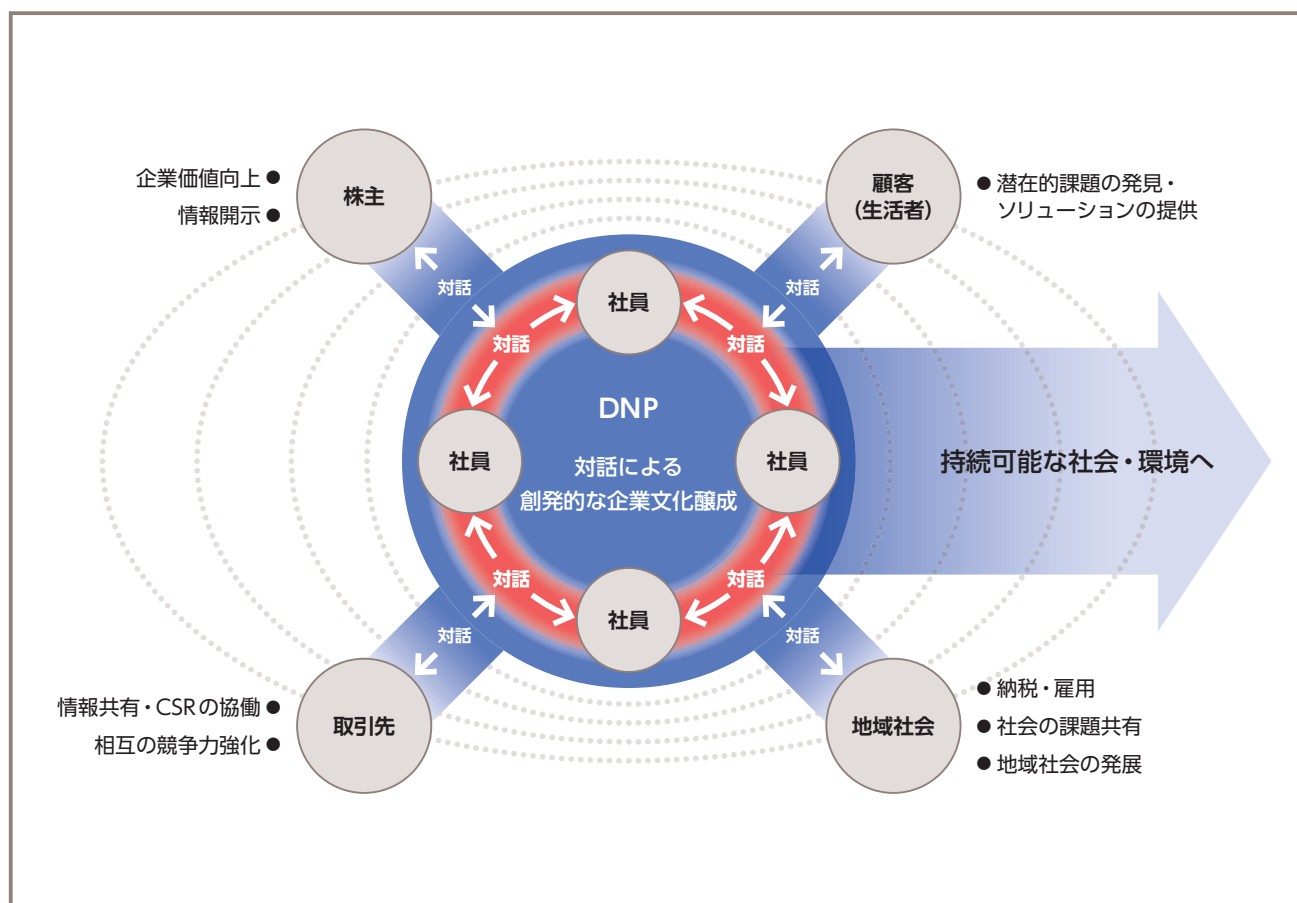 企業価値向上 ●
情報開示 ●
株主
顧客
（生活者）
● 潜在的課題の発見・
ソリューションの提供
対話
対話
社員
対話
対話
DNP
社員
対話による
創発的な企業文化醸成
社員
持続可能な社会・環境へ
対話
対話
社員
対話
対話
情報共有・CSRの協働 ●
相互の競争力強化 ●
取引先
地域社会
● 納税・雇用
● 社会の課題共有
● 地域社会の発展